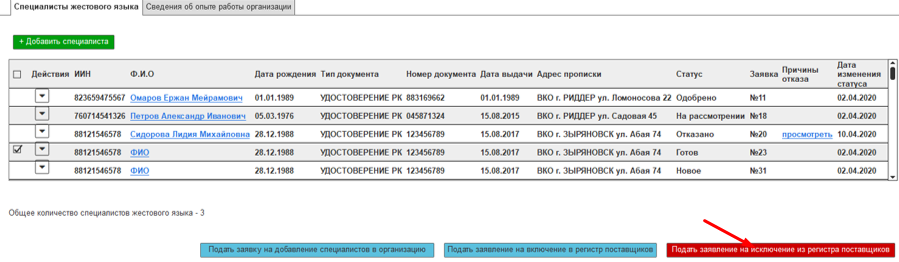 Специалисты жестового языка Сведения об опыте работы организации
+ Добавить специалиста
Действия ИИН Ф.И.О Дата рождения Тип документа Номер документа Дата выдачи Адрес прописки Статус Заявка Причины отказа Дата изменения статуса
823659475567 Омаров Ержан Мейрамович 01.01.1989 УДОСТОВЕРЕНИЕ РК 883169662 01.01.1989 ВКО г. РИДДЕР ул. Ломоносова 22 Одобрено №11 02.04.2020
760714541326 Петров Александр Иванович 05.03.1976 УДОСТОВЕРЕНИЕ РК 045871324 15.08.2015 ВКО г. РИДДЕР ул. Садовая 45 На рассмотрении №18 02.04.2020
88121546578 Сидорова Лидия Михайловна 28.12.1988 УДОСТОВЕРЕНИЕ РК 123456789 15.08.2017 ВКО г. ЗЫРЯНОВСК ул. Абая 74 Отказано №20 просмотреть 10.04.2020
88121546578 ФИО 28.12.1988 УДОСТОВЕРЕНИЕ РК 123456789 15.08.2017 ВКО г. ЗЫРЯНОВСК ул. Абая 74 Готов №23 02.04.2020
88121546578 ФИО 28.12.1988 УДОСТОВЕРЕНИЕ РК 123456789 15.08.2017 ВКО г. ЗЫРЯНОВСК ул. Абая 74 Новое №31 02.04.2020
Общее количество специалистов жестового языка - 3
Подать заявку на добавление специалистов в организацию Подать заявление на включение в регистр поставщиков Подать заявление на исключение из регистра поставщиков